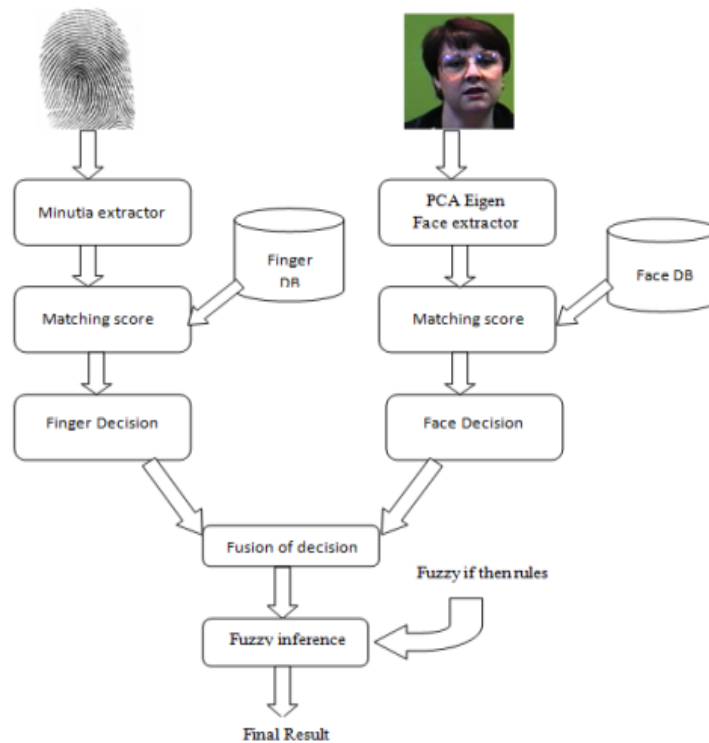 Minutia extractor
PCA Eigen
Face extractor
Finger
DB
Face DB
Matching score
Matching score
Finger Decision
Face Decision
Fusion of decision
Fuzzy if then rules
Fuzzy inference
Final Result